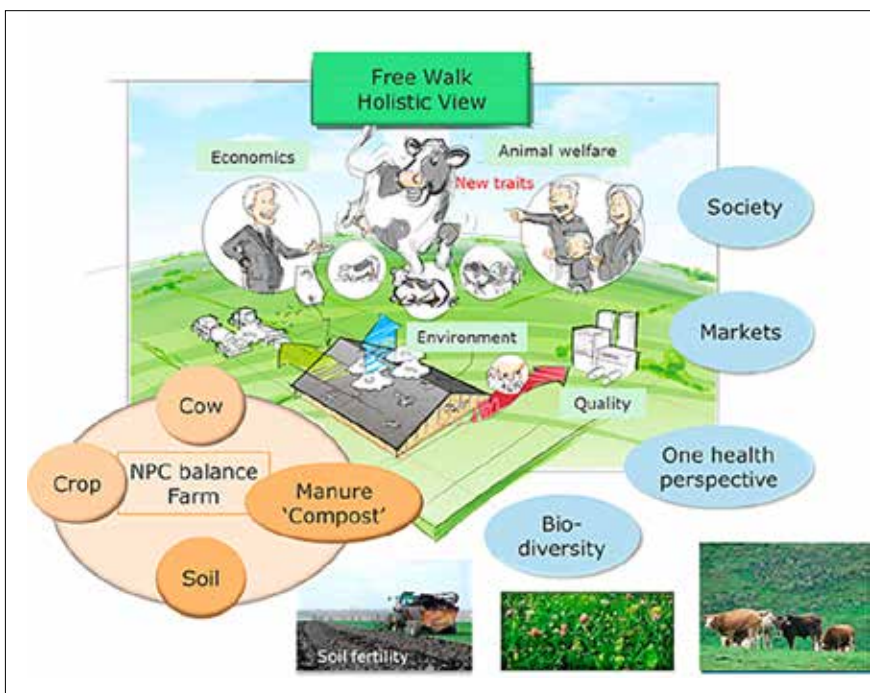 Free Walk
Holistic View
Economics
Animal welfare
New traits
Society
Environment
Markets
Quality
Cow
Crop
NPC balance
Farm
Manure
‘Compost’
Soil
One health
perspective
Bio-
diversity
Soil fertility